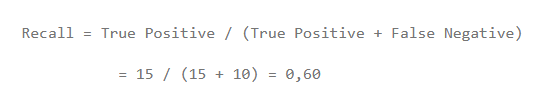 Recall = True Positive / (True Positive + False Negative)
= 15 / (15 + 10) = 0,60